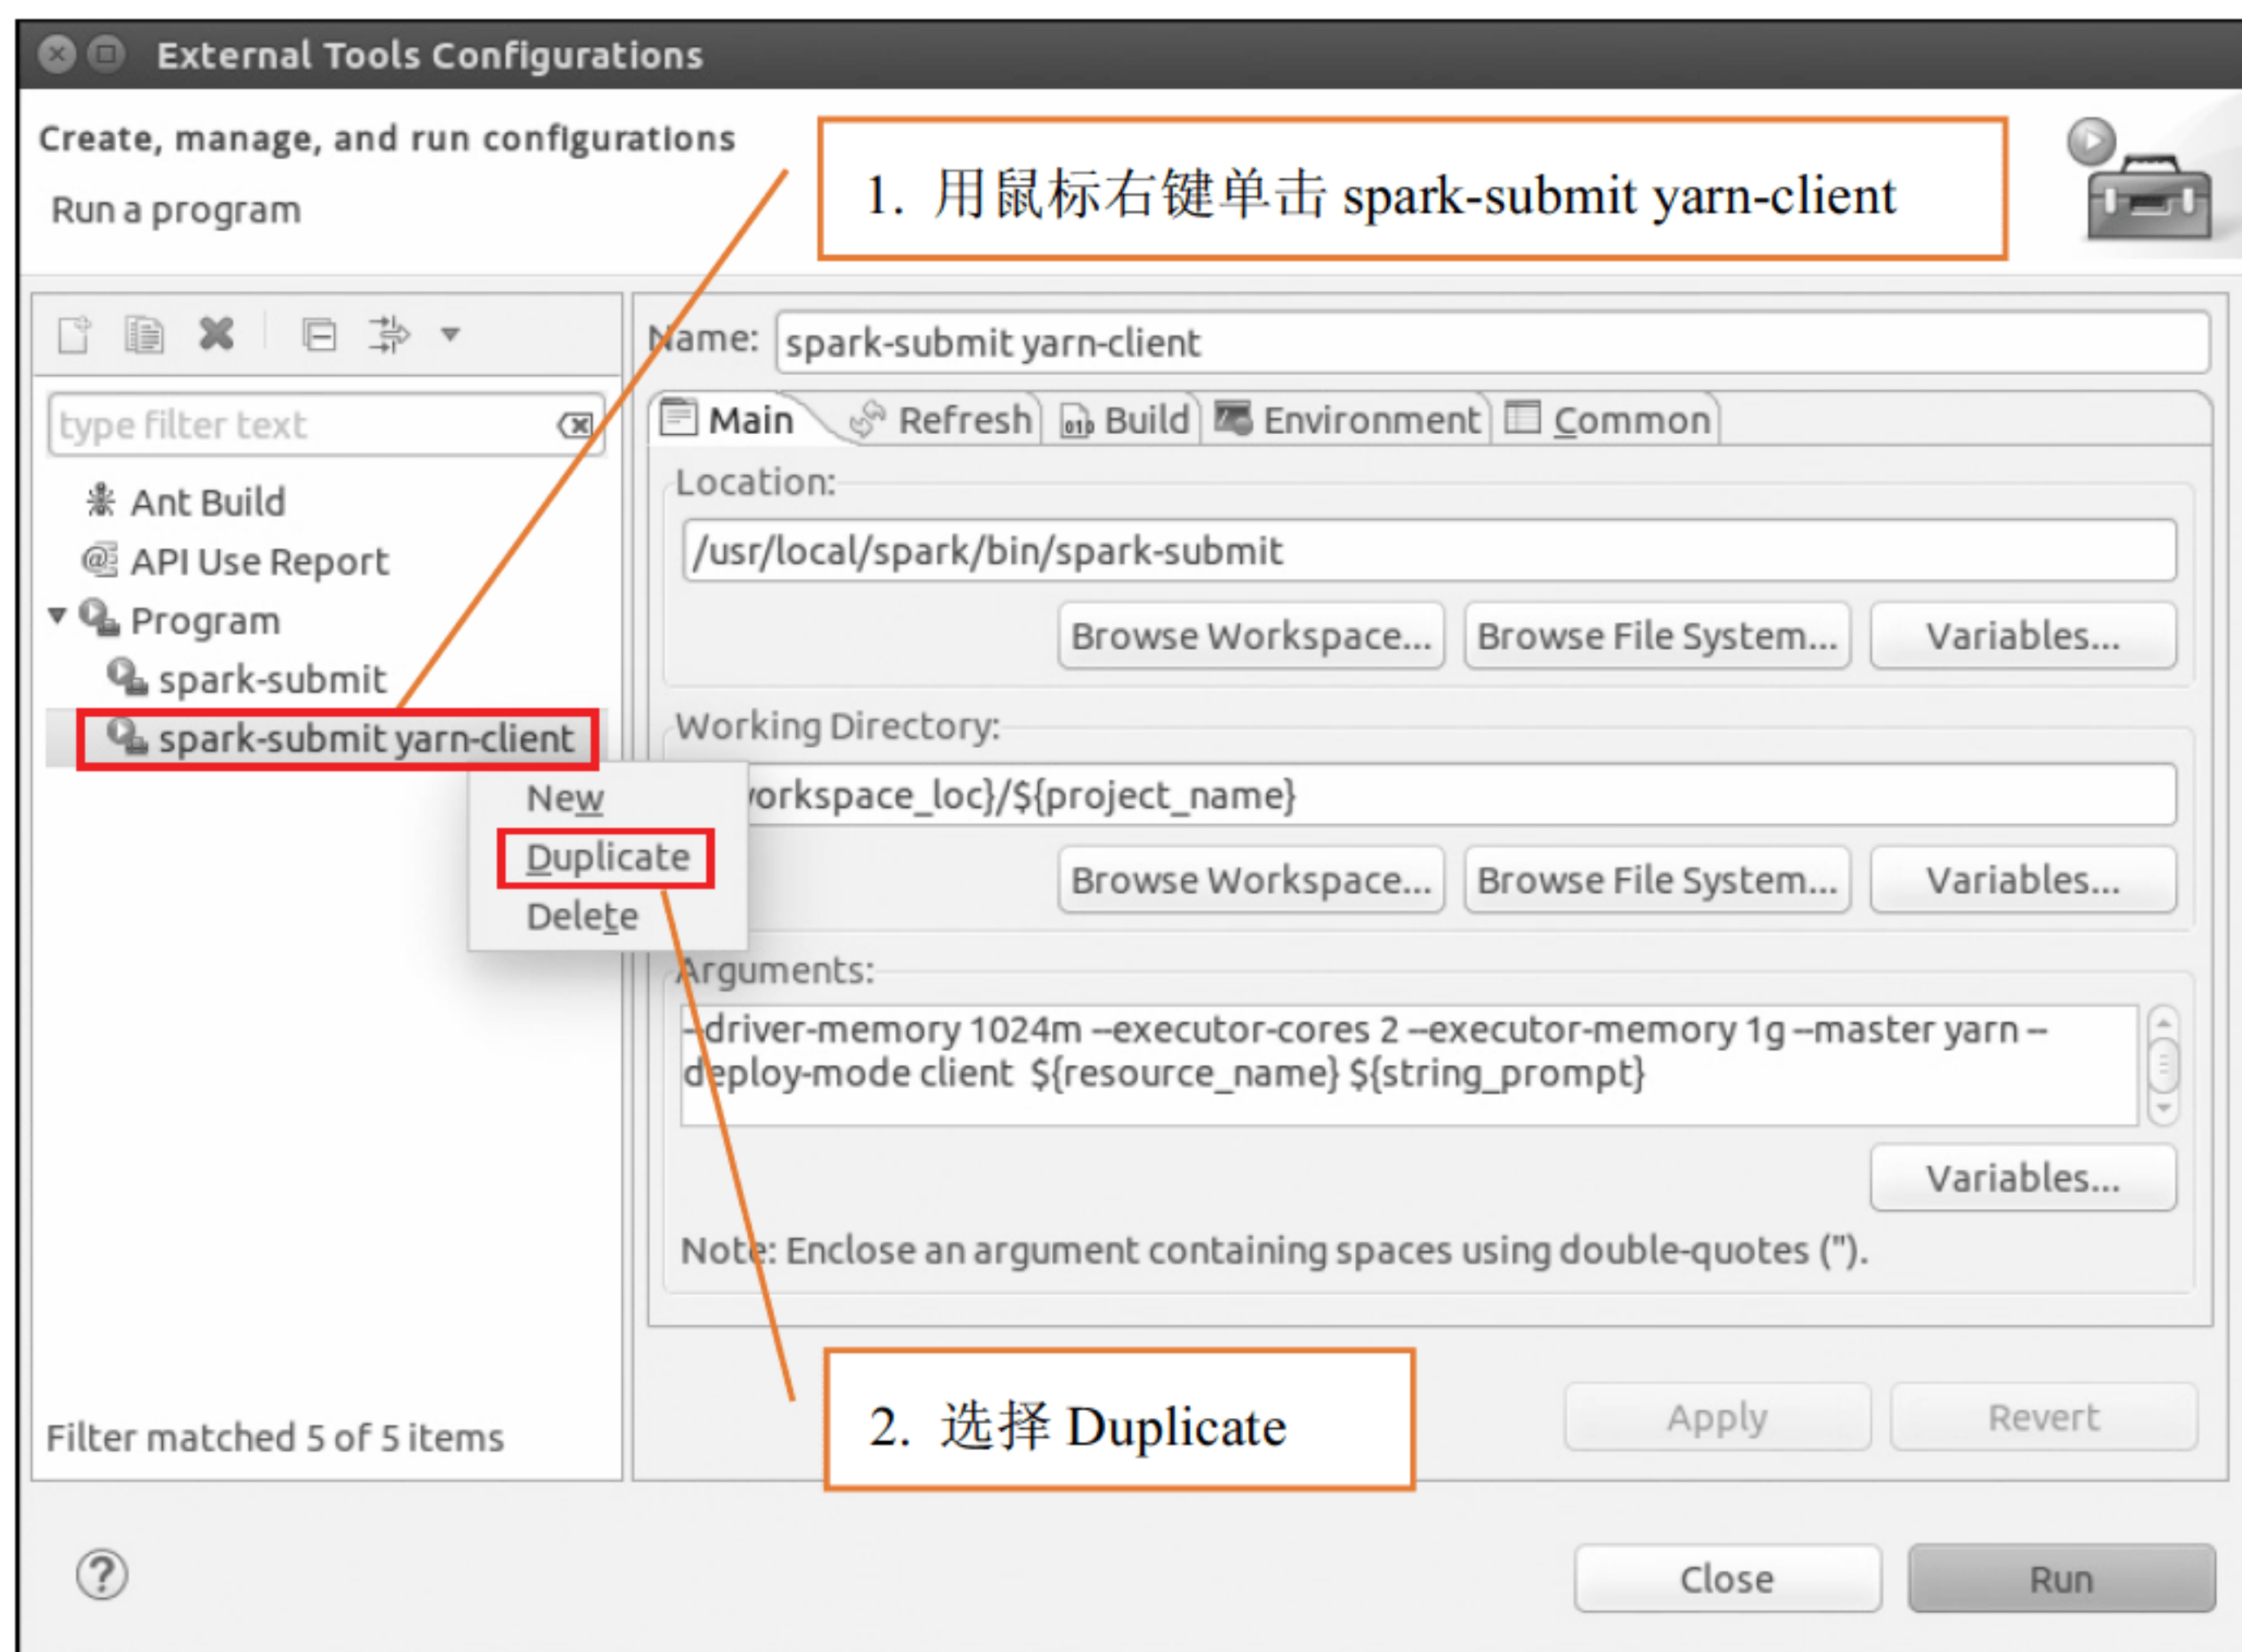 External Tools Configurations
Create, manage, and run configurations
Run a program
1. 用鼠标右键单击 spark-submit yarn-client
type filter text
Ant Build
API Use Report
Program
spark-submit
spark-submit yarn-client
New
Duplicate
Delete
Filter matched 5 of 5 items
Name: spark-submit yarn-client
Main Refresh Build Environment Common
Location:
/usr/local/spark/bin/spark-submit
Browse Workspace... Browse File System... Variables...
Working Directory:
orkspace_loc}/${project_name}
Browse Workspace... Browse File System... Variables...
Arguments:
--driver-memory 1024m --executor-cores 2 --executor-memory 1g --master yarn --
deploy-mode client ${resource_name} ${string_prompt}
Variables...
Note: Enclose an argument containing spaces using double-quotes (").
2. 选择 Duplicate
Apply Revert
Close Run